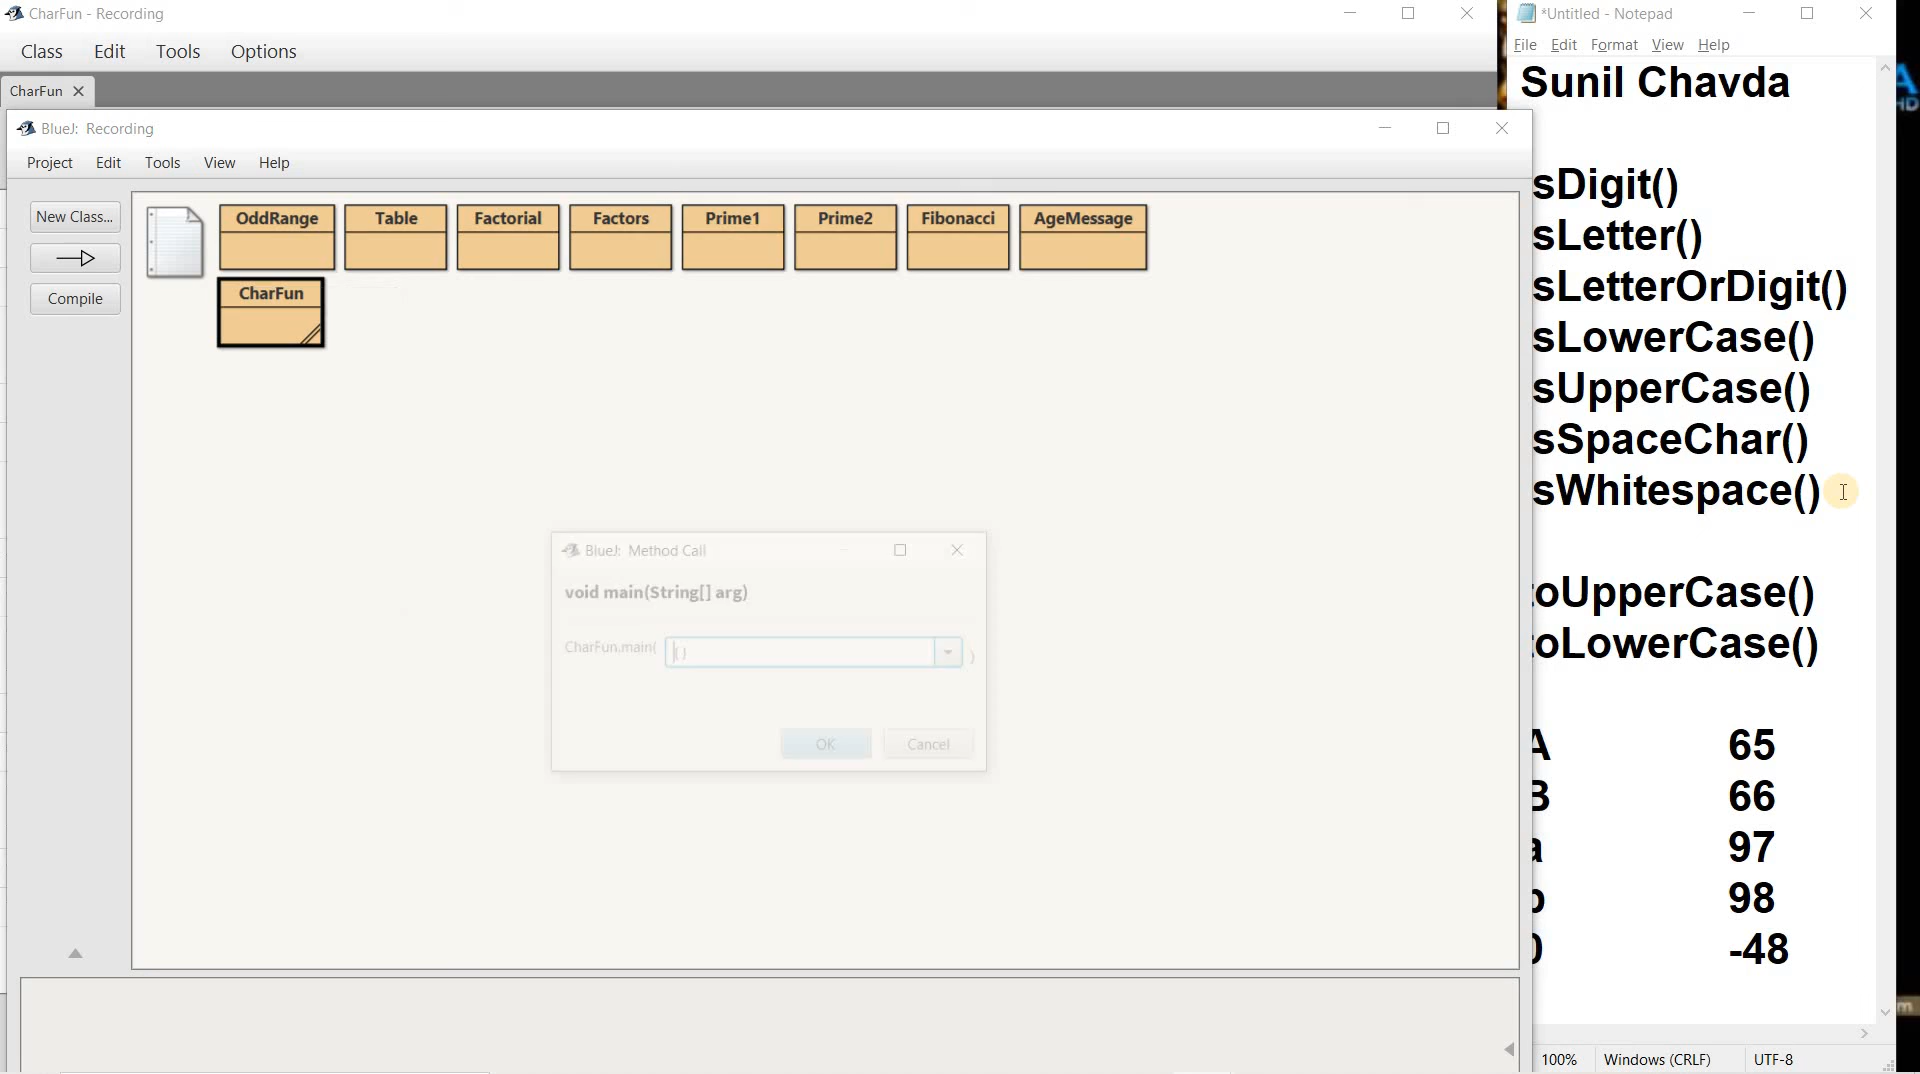 CharFun - Recording
Class Edit Tools Options
CharFun
BlueJ: Recording
Project Edit Tools View Help
New Class...
Compile
OddRange Table Factorial Factors Prime1 Prime2 Fibonacci AgeMessage
CharFun
BlueJ: Method Call
void main(String[] arg)
CharFun.main( { } )
OK Cancel
*Untitled - Notepad
File Edit Format View Help
Sunil Chavda
sDigit()
sLetter()
sLetterOrDigit()
sLowerCase()
sUpperCase()
sSpaceChar()
sWhitespace()
toUpperCase()
toLowerCase()
A 65
B 66
a 97
b 98
0 -48
100% Windows (CRLF) UTF-8